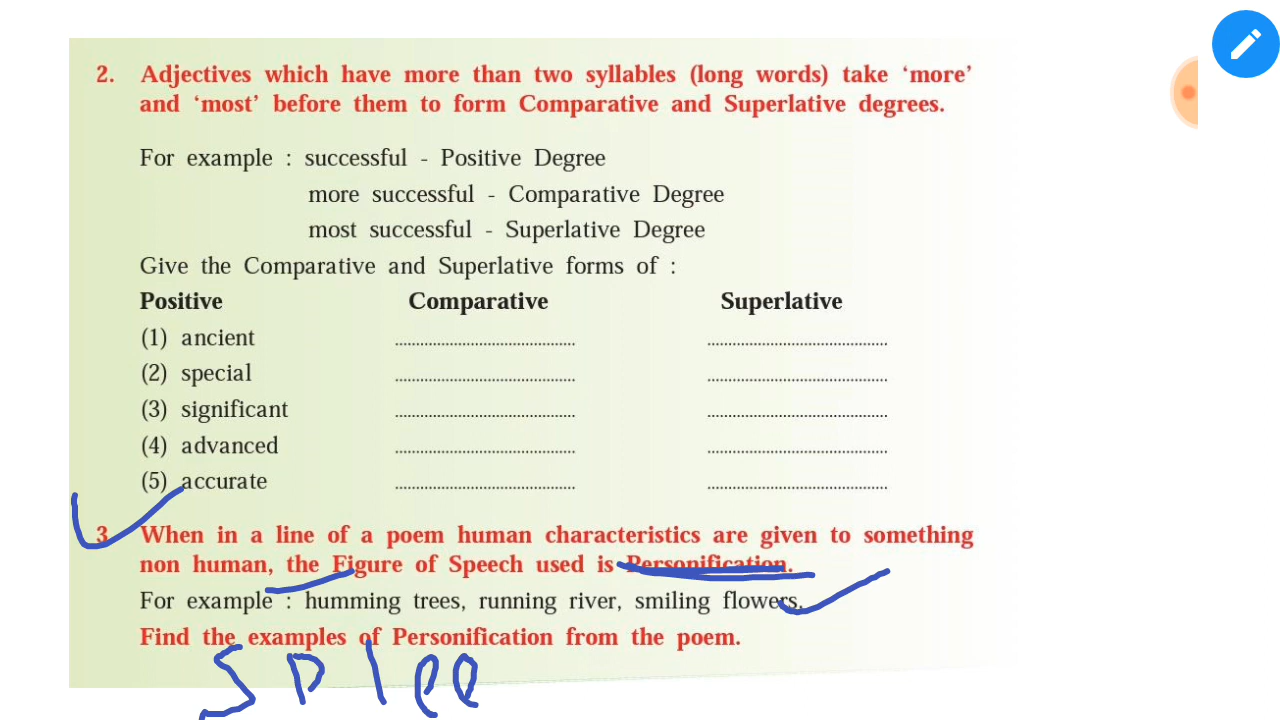 2. Adjectives which have more than two syllables (long words) take ‘more’
and ‘most’ before them to form Comparative and Superlative degrees.
For example : successful - Positive Degree
more successful - Comparative Degree
most successful - Superlative Degree
Give the Comparative and Superlative forms of :
Positive Comparative Superlative
(1) ancient .................................... ....................................
(2) special .................................... ....................................
(3) significant .................................... ....................................
(4) advanced .................................... ....................................
(5) accurate .................................... ....................................
3. When in a line of a poem human characteristics are given to something
non human, the Figure of Speech used is Personification.
For example : humming trees, running river, smiling flowers.
Find the examples of Personification from the poem.